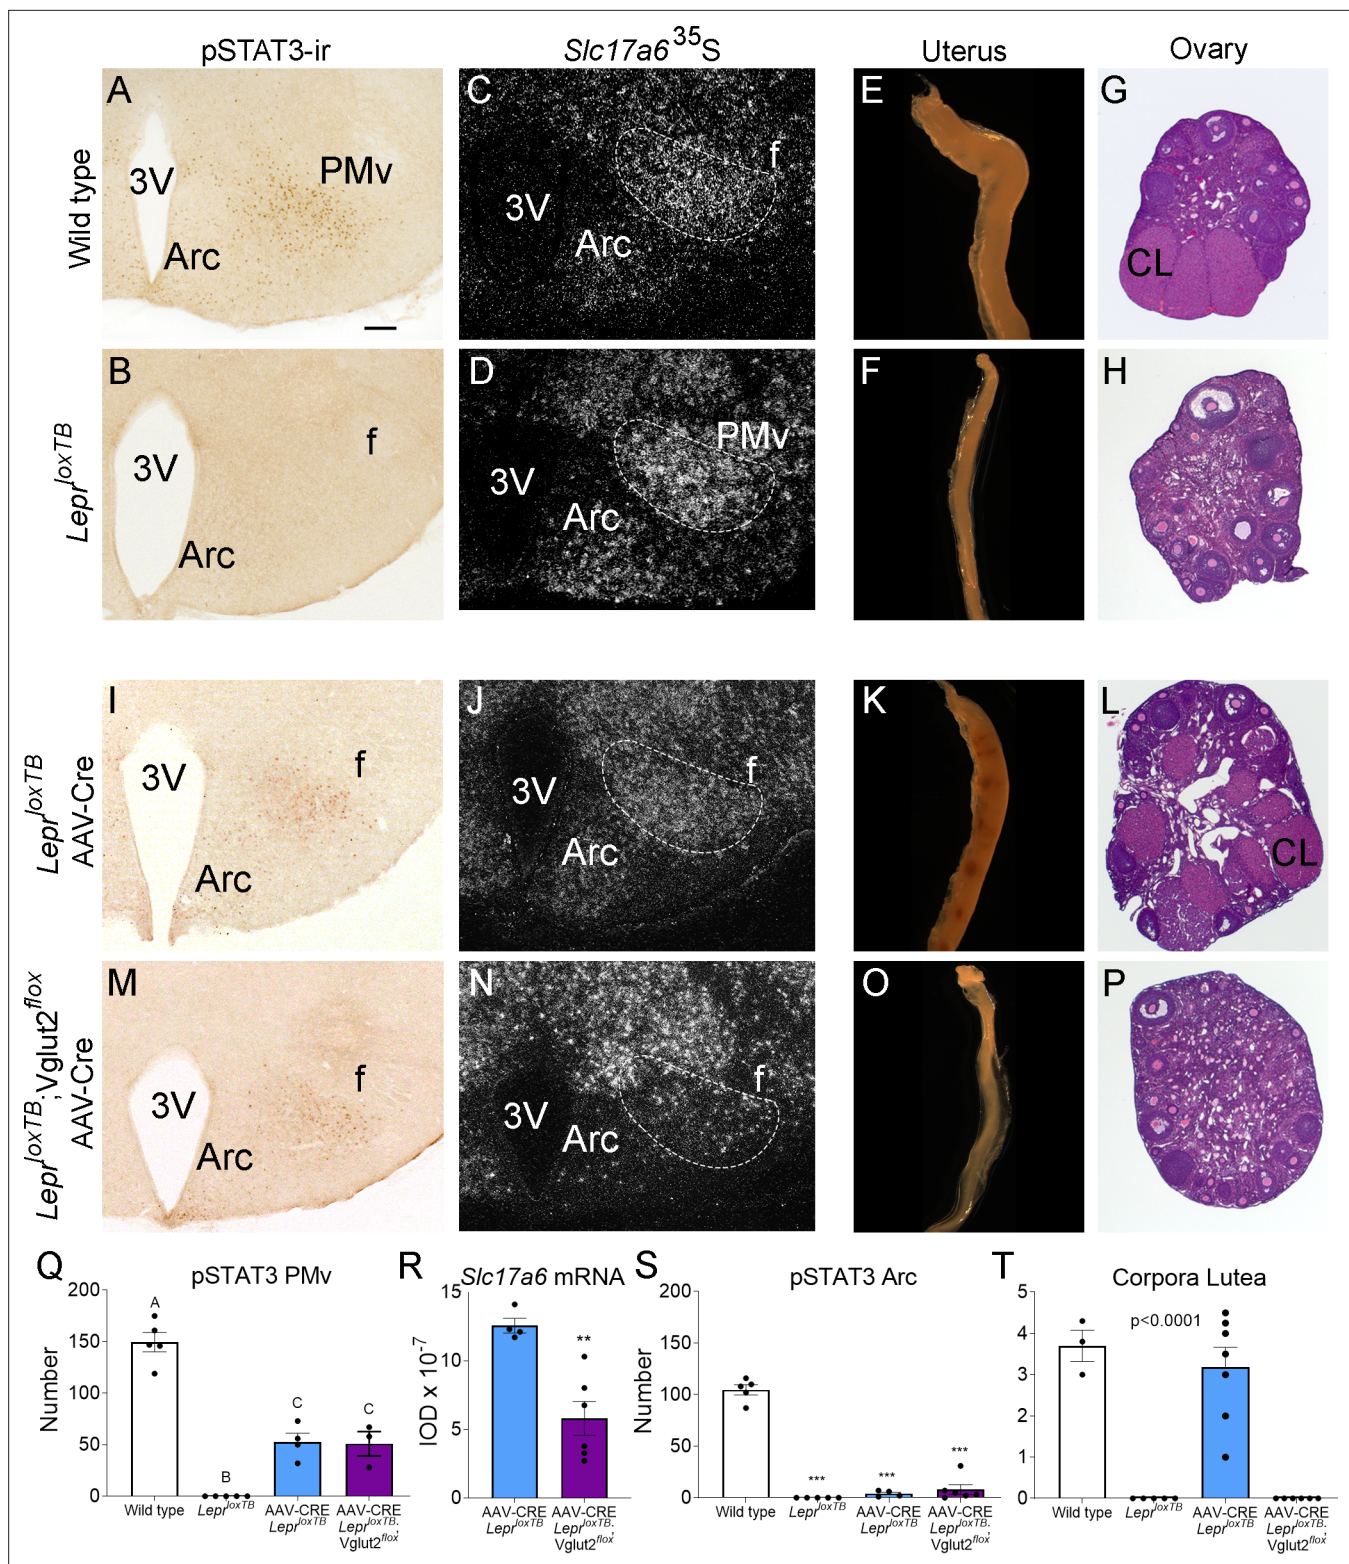 pSTAT3-ir
Slc17a6 35S
Uterus
Ovary
Wild type
A
3V
PMv
Arc
C
f
3V
Arc
E
G
CL
Lepr loxTB
B
3V
f
Arc
D
PMv
3V
Arc
F
H
Lepr loxTB
AAV-Cre
I
3V
f
Arc
J
f
3V
Arc
K
L
CL
Lepr loxTB;Vglut2 flox
AAV-Cre
M
f
3V
Arc
N
f
3V
Arc
O
P
Q
pSTAT3 PMv
Number
200
150
100
50
0
A
B
C
C
Wild type
Lepr loxTB
AAV-CRE
Lepr loxTB
AAV-CRE
Lepr loxTB;
Vglut2 flox
R
Slc17a6 mRNA
IOD x 10-7
15
10
5
0
**
AAV-CRE
Lepr loxTB
AAV-CRE
Lepr loxTB;
Vglut2 flox
S
pSTAT3 Arc
Number
200
150
100
50
0
***
***
***
Wild type
Lepr loxTB
AAV-CRE
Lepr loxTB
AAV-CRE
Lepr loxTB;
Vglut2 flox
T
Corpora Lutea
5
4
3
2
1
0
p<0.0001
Wild type
Lepr loxTB
AAV-CRE
Lepr loxTB
AAV-CRE
Lepr loxTB;
Vglut2 flox